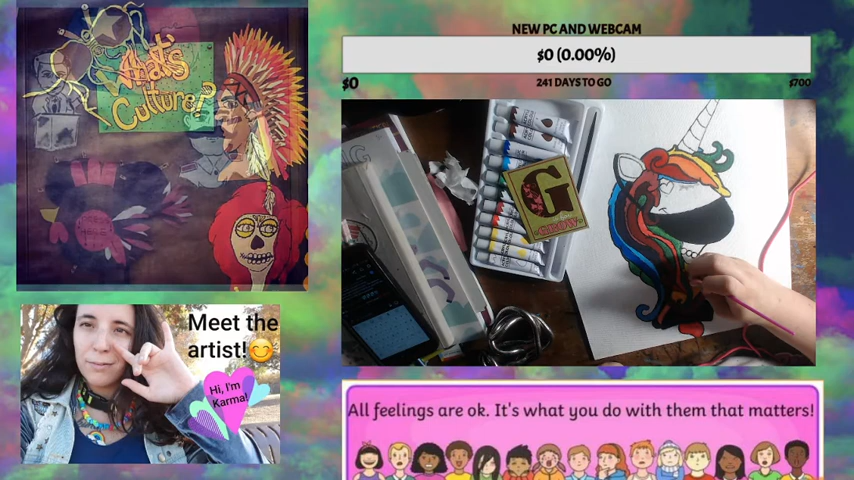 What's
Culture?
NEW PC AND WEBCAM
$0 (0.00%)
$0
241 DAYS TO GO
$700
G
GROW
Meet the
artist!😊
Hi, I'm
Karma!
All feelings are ok. It's what you do with them that matters!